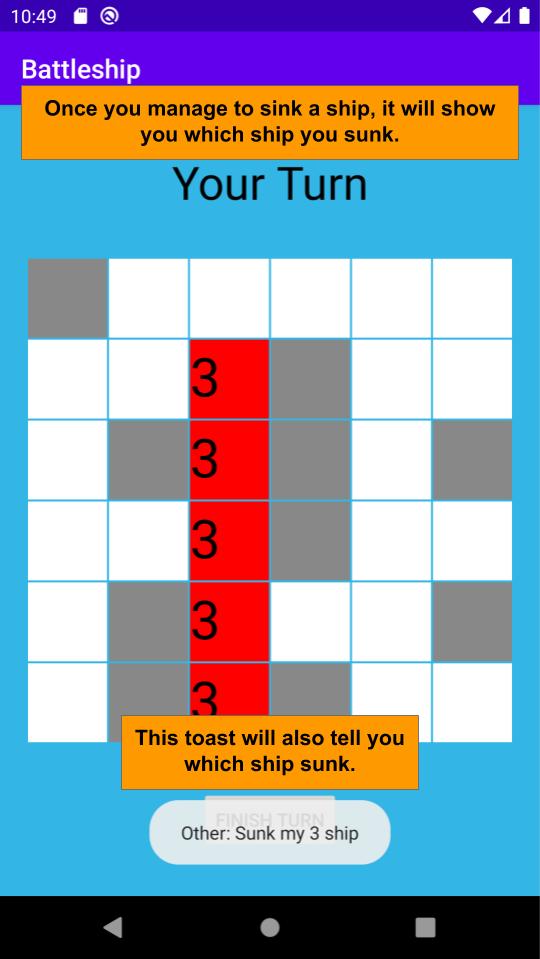 10:49
Battleship
Once you manage to sink a ship, it will show
you which ship you sunk.
Your Turn
3
3
3
3
3
This toast will also tell you
which ship sunk.
FINISH TURN
Other: Sunk my 3 ship